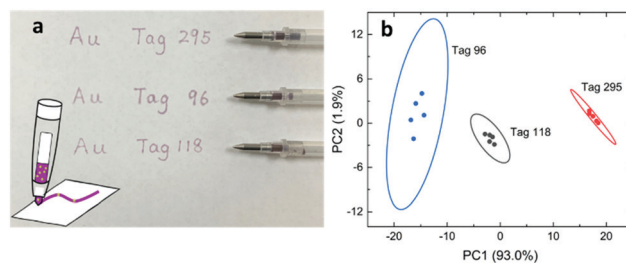 a
Au Tag 295
Au Tag 96
Au Tag 118
b
Tag 96
Tag 118
Tag 295
PC2 (1.9%)
12
6
0
-6
-12
-20
-10
0
10
20
PC1 (93.0%)